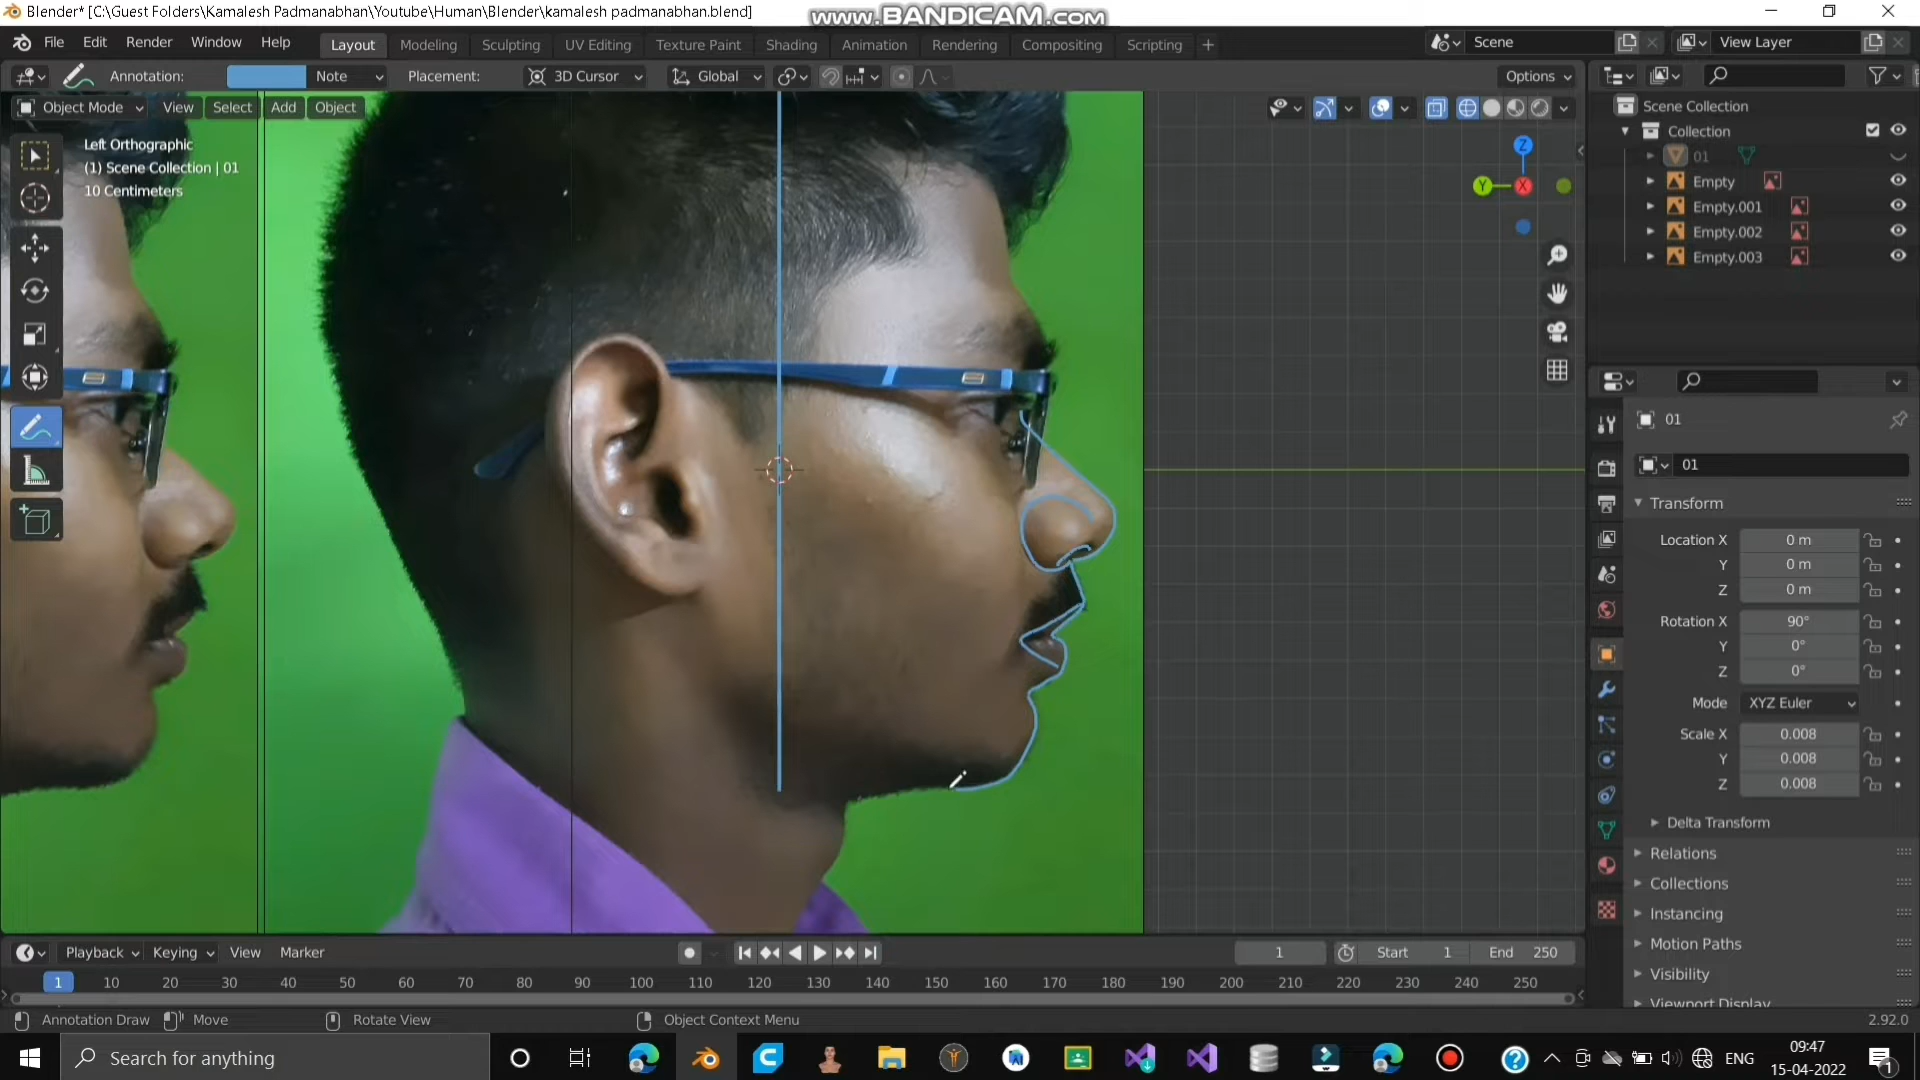 Blender* [C:\Guest Folders\Kamalesh Padmanabhan\Youtube\Human\Blender\kamalesh padmanabhan.blend]
www.BANDICAM.com
File Edit Render Window Help
Layout Modeling Sculpting UV Editing Texture Paint Shading Animation Rendering Compositing Scripting +
Scene
View Layer
Annotation: Note Placement: 3D Cursor Global Options
Object Mode View Select Add Object
Left Orthographic
(1) Scene Collection | 01
10 Centimeters
Z
Y
X
Scene Collection
Collection
01
Empty
Empty.001
Empty.002
Empty.003
01
01
Transform
Location X 0 m
Y 0 m
Z 0 m
Rotation X 90°
Y 0°
Z 0°
Mode XYZ Euler
Scale X 0.008
Y 0.008
Z 0.008
Delta Transform
Relations
Collections
Instancing
Motion Paths
Visibility
Viewport Display
Playback Keying View Marker
1 Start 1 End 250
1 10 20 30 40 50 60 70 80 90 100 110 120 130 140 150 160 170 180 190 200 210 220 230 240 250
Annotation Draw Move Rotate View Object Context Menu 2.92.0
Search for anything
ENG
09:47
15-04-2022
1